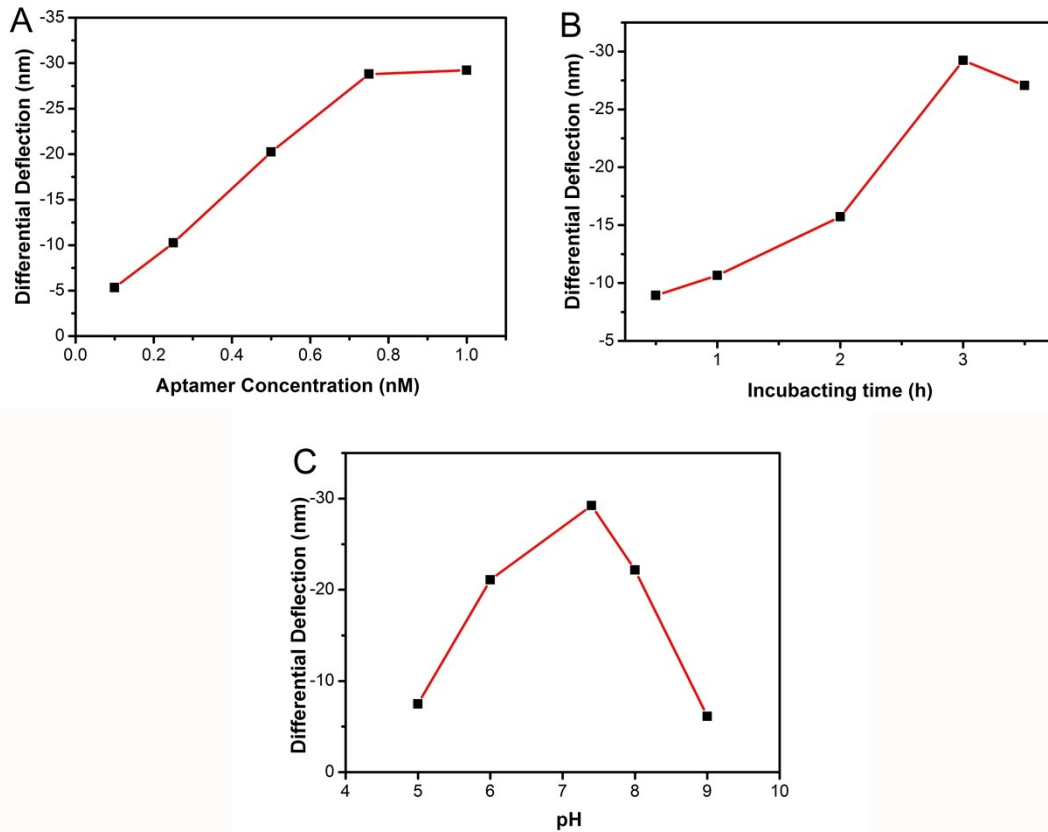 A
Differential Deflection (nm)
-35
-30
-25
-20
-15
-10
-5
0
0.0 0.2 0.4 0.6 0.8 1.0
Aptamer Concentration (nM)
B
Differential Deflection (nm)
-30
-25
-20
-15
-10
-5
1 2 3
Incubacting time (h)
C
Differential Deflection (nm)
-30
-20
-10
0
4 5 6 7 8 9 10
pH